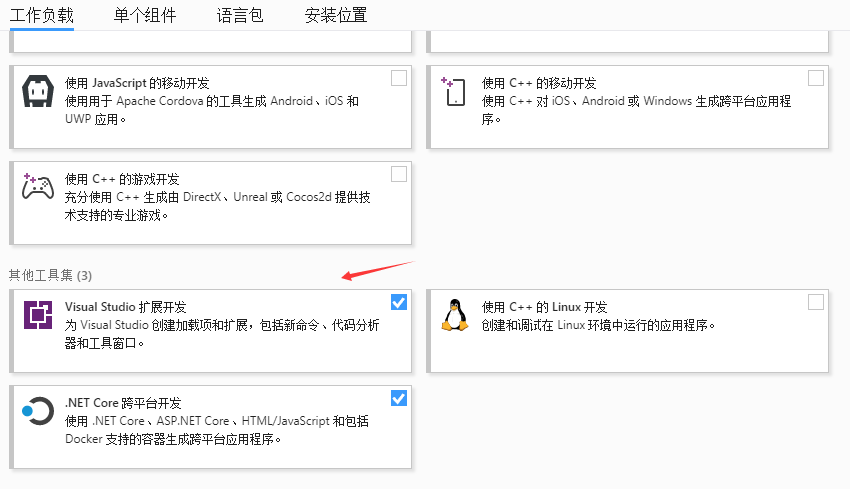 工作负载 单个组件 语言包 安装位置
使用 JavaScript 的移动开发
使用用于 Apache Cordova 的工具生成 Android、iOS 和
UWP 应用。
使用 C++ 的移动开发
使用 C++ 对 iOS、Android 或 Windows 生成跨平台应用程
序。
使用 C++ 的游戏开发
充分使用 C++ 生成由 DirectX、Unreal 或 Cocos2d 提供技
术支持的专业游戏。
其他工具集 (3)
Visual Studio 扩展开发
为 Visual Studio 创建加载项和扩展，包括新命令、代码分析
器和工具窗口。
使用 C++ 的 Linux 开发
创建和调试在 Linux 环境中运行的应用程序。
.NET Core 跨平台开发
使用 .NET Core、ASP.NET Core、HTML/JavaScript 和包括
Docker 支持的容器生成跨平台应用程序。